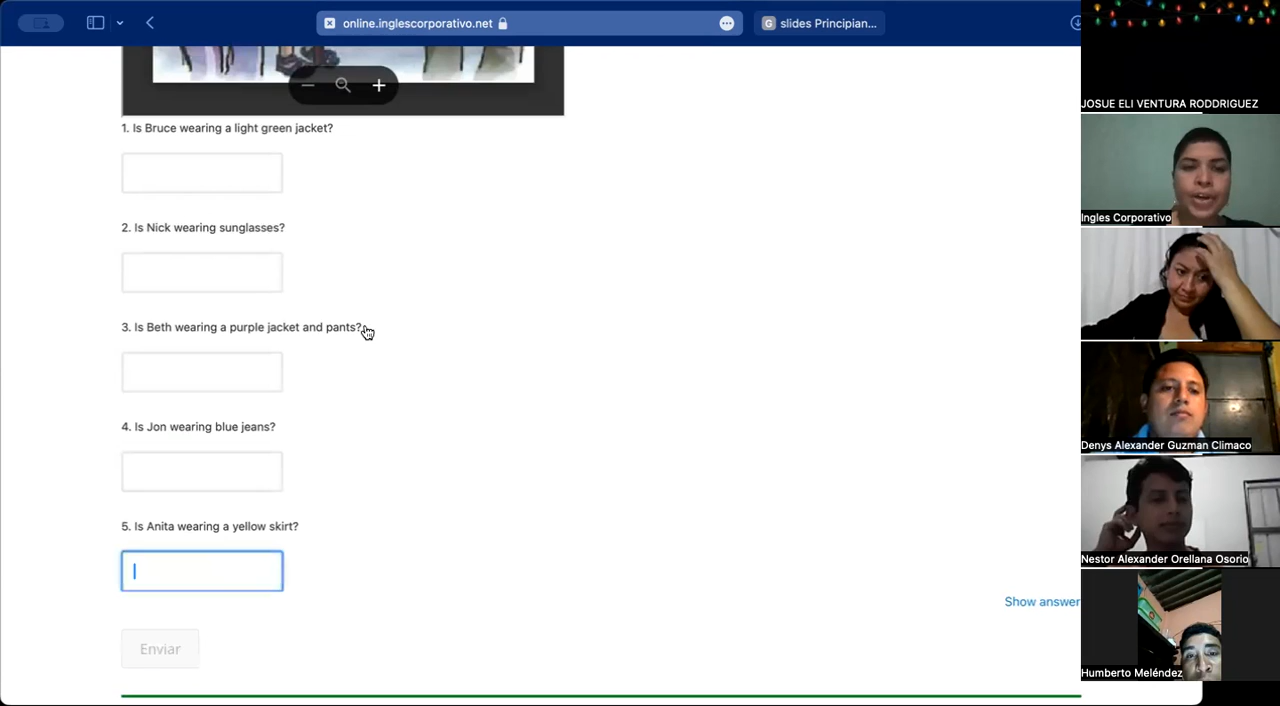 online.inglescorporativo.net
slides Principian...
1. Is Bruce wearing a light green jacket?
2. Is Nick wearing sunglasses?
3. Is Beth wearing a purple jacket and pants?
4. Is Jon wearing blue jeans?
5. Is Anita wearing a yellow skirt?
Show answer
Enviar
JOSUE ELI VENTURA RODDRIGUEZ
Ingles Corporativo
Denys Alexander Guzman Climaco
Nestor Alexander Orellana Osorio
Humberto Meléndez